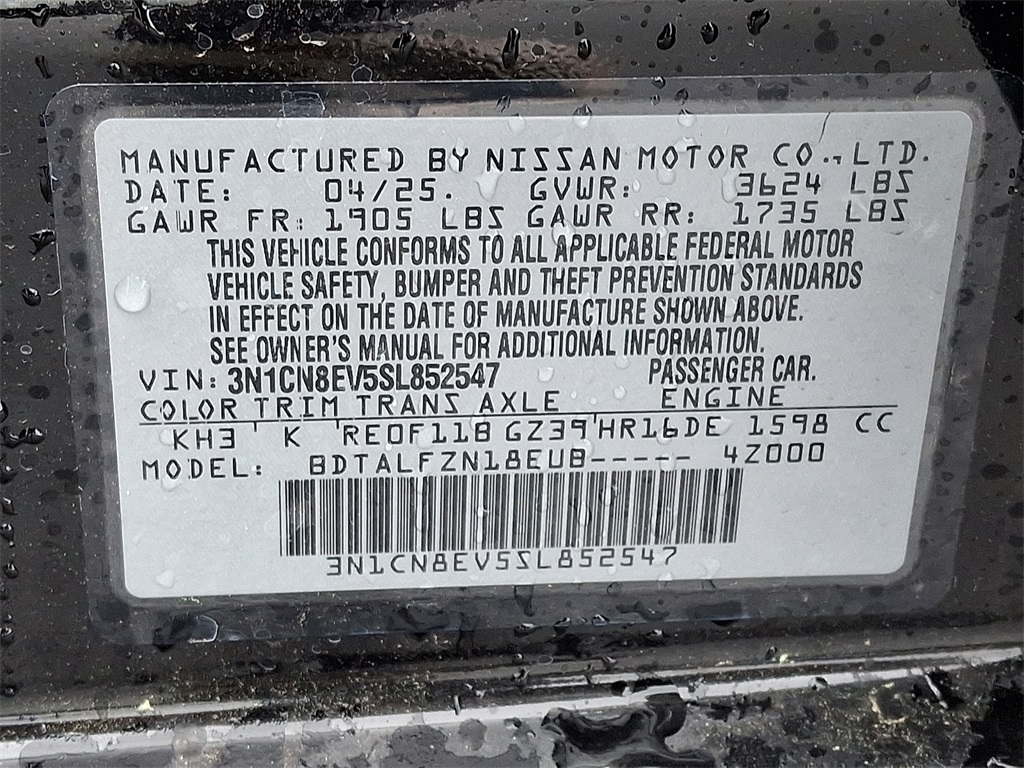 MANUFACTURED BY NISSAN MOTOR CO.,LTD.
DATE: 04/25. GVWR: 3624 LBS
GAWR FR: 1905 LBS GAWR RR: 1735 LBS
THIS VEHICLE CONFORMS TO ALL APPLICABLE FEDERAL MOTOR
VEHICLE SAFETY, BUMPER AND THEFT PREVENTION STANDARDS
IN EFFECT ON THE DATE OF MANUFACTURE SHOWN ABOVE.
SEE OWNER'S MANUAL FOR ADDITIONAL INFORMATION.
VIN: 3N1CN8EV5SL852547 PASSENGER CAR.
COLOR TRIM TRANS AXLE ENGINE
KH3 K RE0F11B GZ39 HR16DE 1598 CC
MODEL: BDTALFZN18EUB----- 4Z000
3N1CN8EV5SL852547